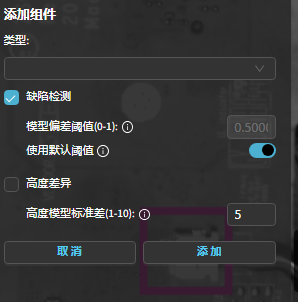 添加组件
类型:
缺陷检测
模型偏差阈值(0-1):
0.500
使用默认阈值
高度差异
高度模型标准差(1-10):
5
取消 添加